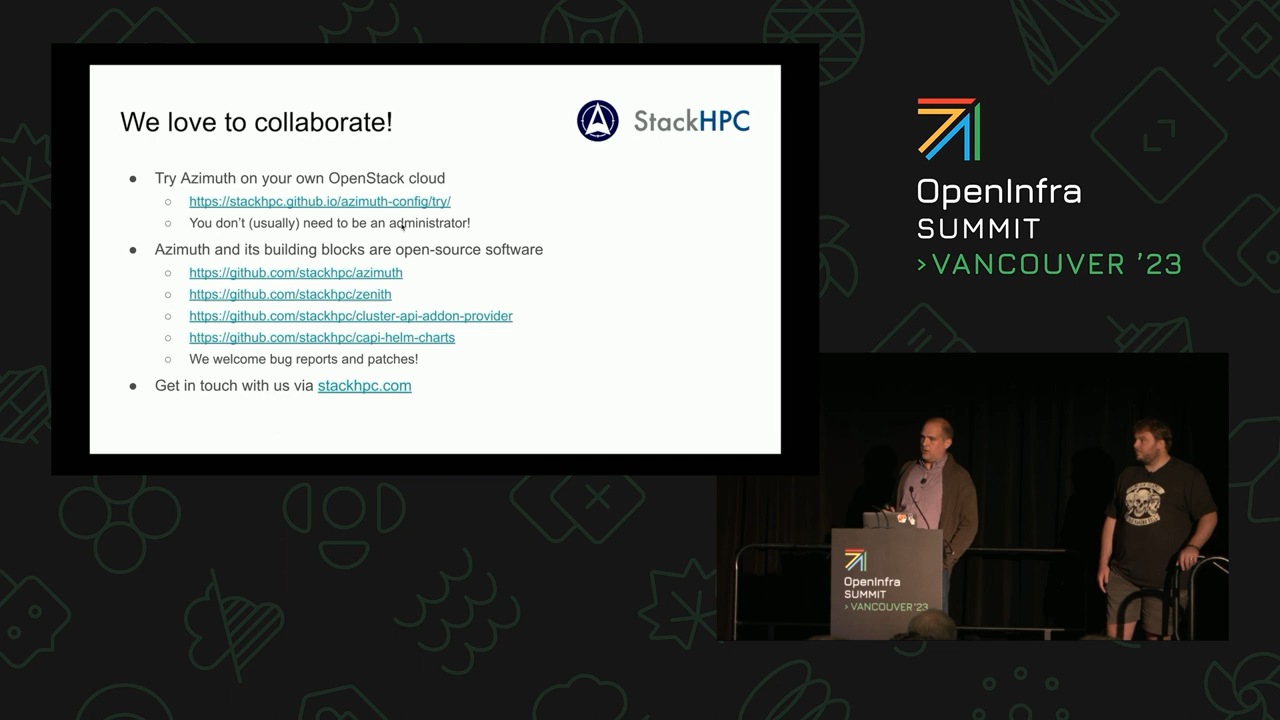 We love to collaborate!
StackHPC
● Try Azimuth on your own OpenStack cloud
○ https://stackhpc.github.io/azimuth-config/try/
○ You don’t (usually) need to be an administrator!
● Azimuth and its building blocks are open-source software
○ https://github.com/stackhpc/azimuth
○ https://github.com/stackhpc/zenith
○ https://github.com/stackhpc/cluster-api-addon-provider
○ https://github.com/stackhpc/capi-helm-charts
○ We welcome bug reports and patches!
● Get in touch with us via stackhpc.com
OpenInfra
SUMMIT
>VANCOUVER ’23
OpenInfra
SUMMIT
>VANCOUVER ’23